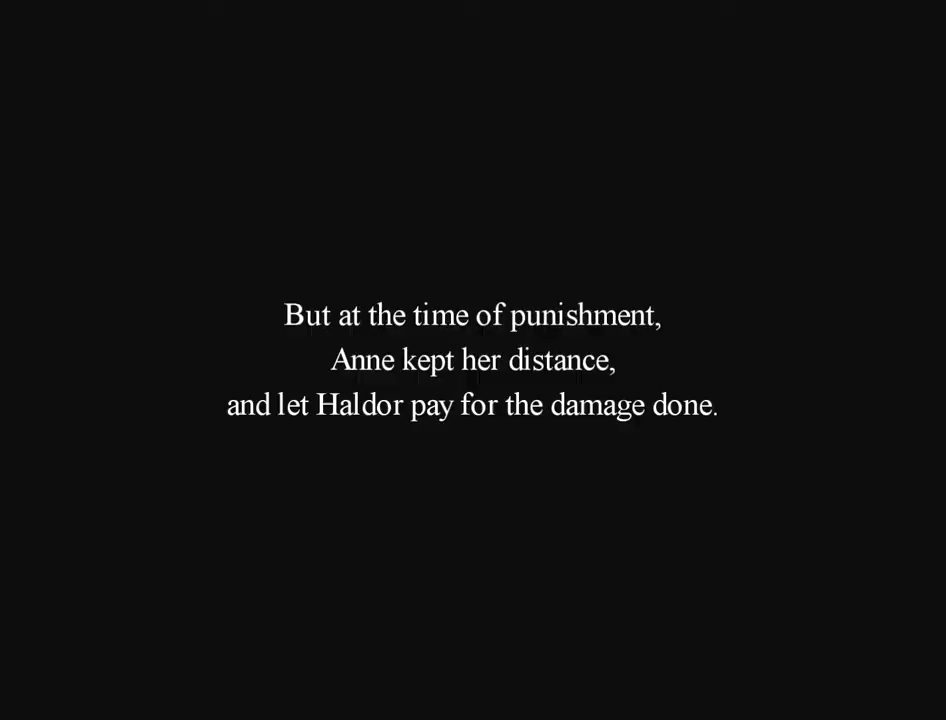 But at the time of punishment,
Anne kept her distance,
and let Haldor pay for the damage done.